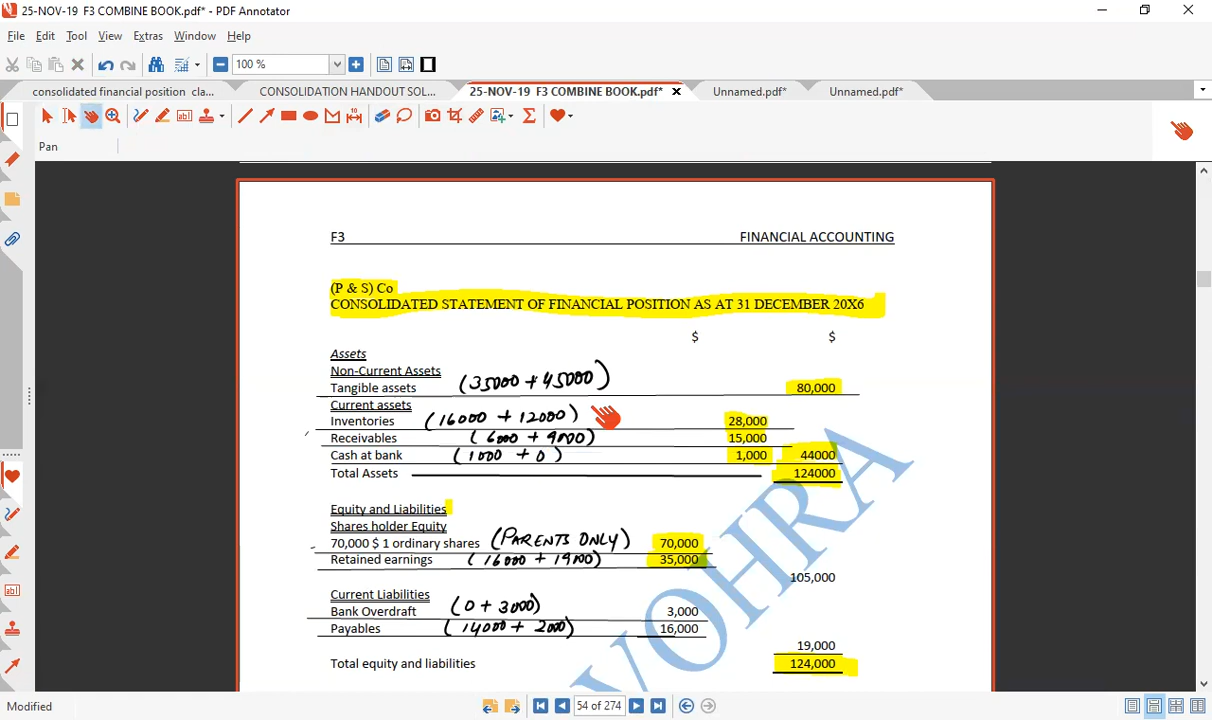 25-NOV-19 F3 COMBINE BOOK.pdf* - PDF Annotator
File Edit Tool View Extras Window Help
100 %
consolidated financial position cla... CONSOLIDATION HANDOUT SOL... 25-NOV-19 F3 COMBINE BOOK.pdf* Unnamed.pdf* Unnamed.pdf*
Pan
F3 FINANCIAL ACCOUNTING
(P & S) Co
CONSOLIDATED STATEMENT OF FINANCIAL POSITION AS AT 31 DECEMBER 20X6
$ $
Assets
Non-Current Assets
Tangible assets (35000 + 45000) 80,000
Current assets
Inventories (16000 + 12000) 28,000
Receivables (6000 + 9000) 15,000
Cash at bank (1000 + 0) 1,000 44000
Total Assets 124000
Equity and Liabilities
Shares holder Equity
70,000 $ 1 ordinary shares (PARENTS ONLY) 70,000
Retained earnings (16000 + 19000) 35,000
105,000
Current Liabilities
Bank Overdraft (0 + 3000) 3,000
Payables (14000 + 2000) 16,000
19,000
Total equity and liabilities 124,000
VOHRA
Modified 54 of 274